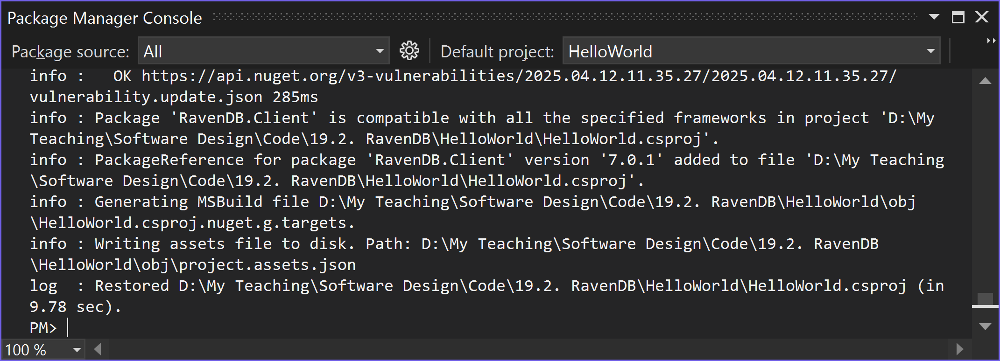 Package Manager Console
Package source: All Default project: HelloWorld
info :   OK https://api.nuget.org/v3-vulnerabilities/2025.04.12.11.35.27/2025.04.12.11.35.27/
vulnerability.update.json 285ms
info : Package 'RavenDB.Client' is compatible with all the specified frameworks in project 'D:\My
Teaching\Software Design\Code\19.2. RavenDB\HelloWorld\HelloWorld.csproj'.
info : PackageReference for package 'RavenDB.Client' version '7.0.1' added to file 'D:\My Teaching
\Software Design\Code\19.2. RavenDB\HelloWorld\HelloWorld.csproj'.
info : Generating MSBuild file D:\My Teaching\Software Design\Code\19.2. RavenDB\HelloWorld\obj
\HelloWorld.csproj.nuget.g.targets.
info : Writing assets file to disk. Path: D:\My Teaching\Software Design\Code\19.2. RavenDB
\HelloWorld\obj\project.assets.json
log  : Restored D:\My Teaching\Software Design\Code\19.2. RavenDB\HelloWorld\HelloWorld.csproj (in
9.78 sec).
PM>
100 %